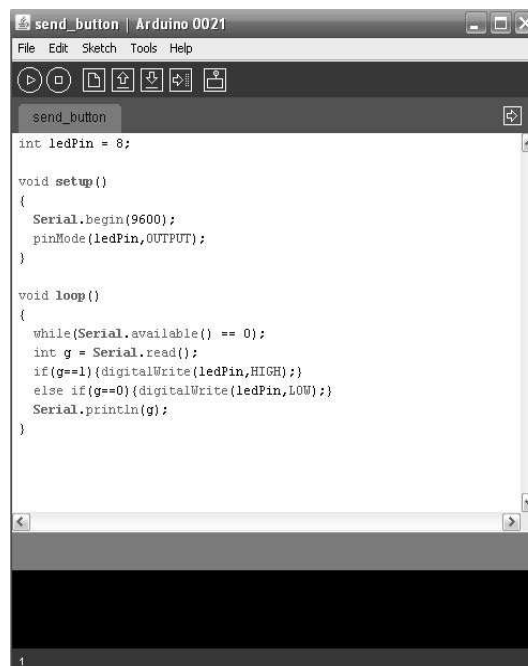 send_button | Arduino 0021
File Edit Sketch Tools Help
send_button
int ledPin = 8;
void setup()
{
Serial.begin(9600);
pinMode(ledPin,OUTPUT);
}
void loop()
{
while(Serial.available() == 0);
int g = Serial.read();
if(g==1){digitalWrite(ledPin,HIGH);}
else if(g==0){digitalWrite(ledPin,LOW);}
Serial.println(g);
}
1